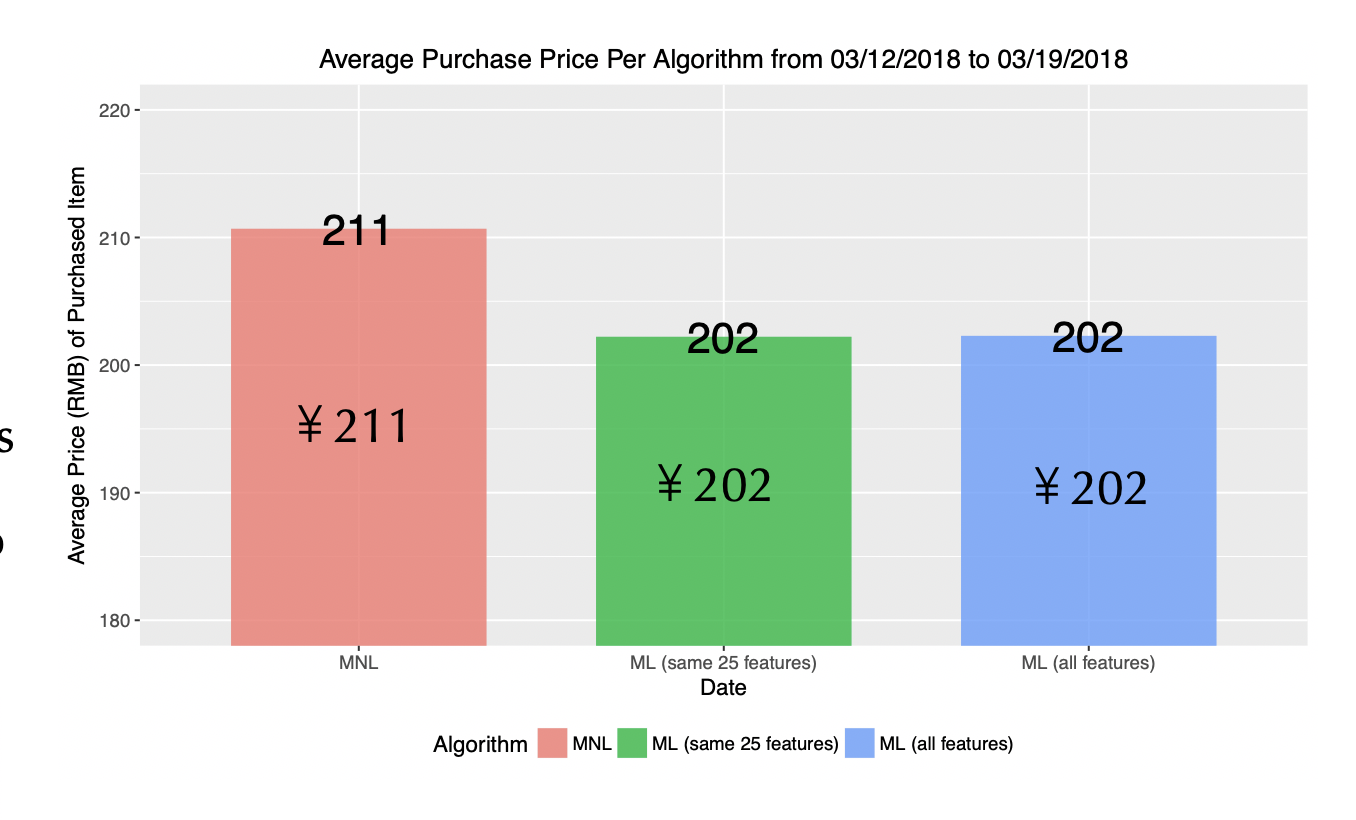 Average Purchase Price Per Algorithm from 03/12/2018 to 03/19/2018
Average Price (RMB) of Purchased Item
220
210
200
190
180
211
202
202
¥ 211
¥ 202
¥ 202
MNL
ML (same 25 features)
ML (all features)
Date
Algorithm MNL ML (same 25 features) ML (all features)
s